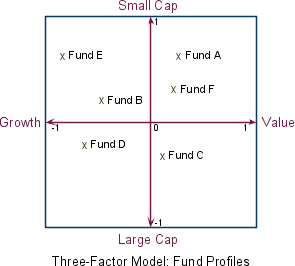 Small Cap
1
x Fund E
x Fund A
x Fund F
x Fund B
Growth
Value
-1
0
1
x Fund D
x Fund C
-1
Large Cap
Three-Factor Model: Fund Profiles